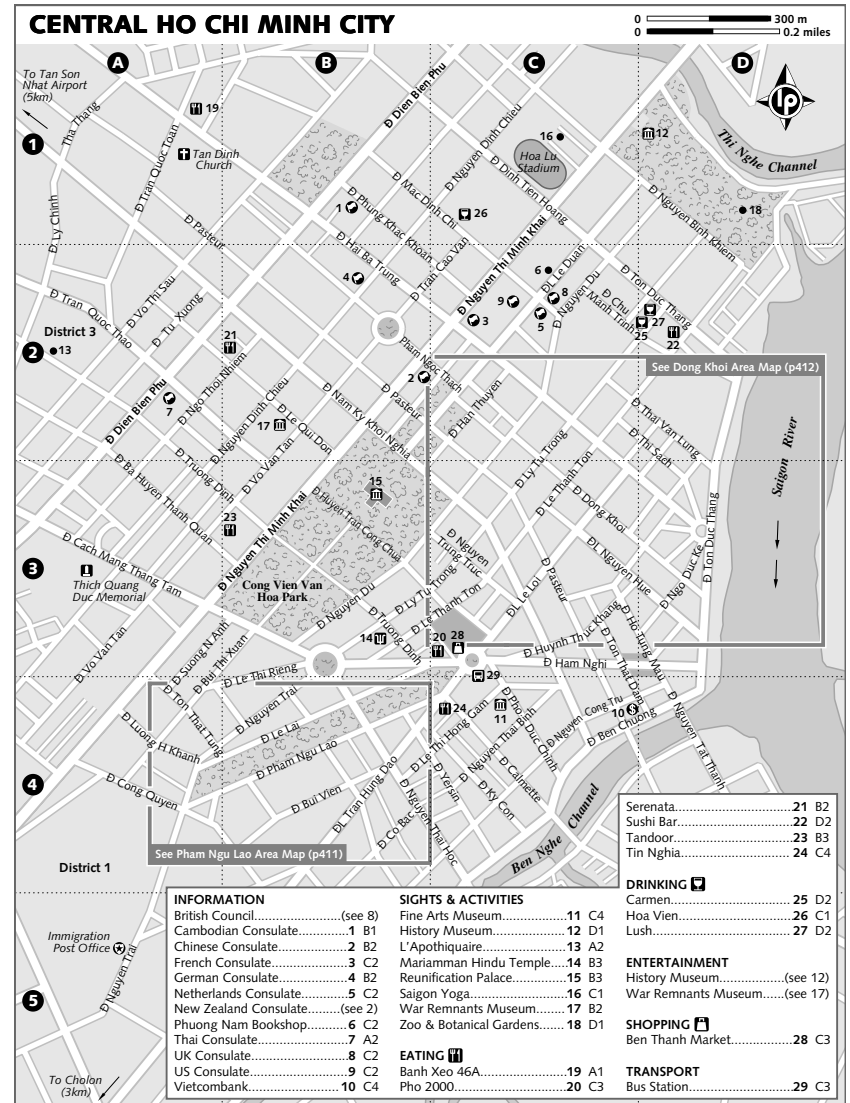 CENTRAL HO CHI MINH CITY
0 300 m
0 0.2 miles
A
B
C
D
To Tan Son
Nhat Airport
(5km)
Tha Thang
19
Đ Dien Bien Phu
16
12
lp
1
Tan Dinh
Church
Đ Tran Quoc Toan
Đ Nguyen Dinh Chieu
Hoa Lu
Stadium
Thi Nghe Channel
Đ Ly Chinh
Đ Mac Dinh Chi
Đ Dinh Tien Hoang
1
Đ Phung Khac Khoan
26
Đ Nguyen Binh Khiem
18
Đ Pasteur
Đ Hai Ba Trung
Đ Tran Cao Van
Đ Nguyen Thi Minh Khai
4
6
ĐL Le Duan
Đ Nguyen Du
Đ Ton Duc Thang
Đ Vo Thi Sau
9
8
Đ Chu
Manh Trinh
Đ Tran Quoc Thao
Đ Tu Xuong
3
5
27
25
22
District 3
21
2
13
Pham Ngoc Thach
See Dong Khoi Area Map (p412)
2
Đ Ngo Thoi Nhiem
7
Đ Dien Bien Phu
Đ Nguyen Dinh Chieu
Đ Le Qui Don
Đ Nam Ky Khoi Nghia
Đ Pasteur
Đ Han Thuyen
Đ Thai Van Lung
Đ Thi Sach
17
Đ Vo Van Tan
Đ Truong Dinh
Đ Ba Huyen Thanh Quan
Đ Ly Tu Trong
Đ Le Thanh Ton
Saigon River
15
Đ Huyen Tran Cong Chua
Đ Dong Khoi
23
Đ Nguyen Thi Minh Khai
Đ Nguyen
Trung Truc
ĐL Nguyen Hue
Đ Ton Duc Thang
Đ Cach Mang Thang Tam
3
Thich Quang
Duc Memorial
Cong Vien Van
Hoa Park
Đ Nguyen Du
Đ Ly Tu Trong
Đ Le Thanh Ton
ĐL Le Loi
Đ Pasteur
Đ Ngo Duc Ke
Đ Vo Van Tan
Đ Suong N Anh
Đ Bui Thi Xuan
14
Đ Truong Dinh
20
28
Đ Huynh Thuc Khang
Đ Ho Tung Mau
Đ Ton That Dam
Đ Ham Nghi
Đ Le Thi Rieng
29
Đ Ton That Tung
Đ Nguyen Trai
Đ Le Lai
24
11
Đ Pho Duc Chinh
Đ Nguyen Cong Tru
10
Đ Ben Chuong
Đ Nguyen Tat Thanh
Đ Luong H Khanh
Đ Pham Ngu Lao
Đ Le Thi Hong Gam
Đ Nguyen Thai Binh
4
Đ Cong Quyen
Đ Bui Vien
ĐL Tran Hung Dao
Đ Co Bac
Đ Nguyen Thai Hoc
Đ Yersin
Đ Ky Con
Đ Calmette
Ben Nghe Channel
See Pham Ngu Lao Area Map (p411)
District 1
Immigration
Post Office
Đ Nguyen Trai
5
To Cholon
(3km)
INFORMATION
British Council (see 8)
Cambodian Consulate 1 B1
Chinese Consulate 2 B2
French Consulate 3 C2
German Consulate 4 B2
Netherlands Consulate 5 C2
New Zealand Consulate (see 2)
Phuong Nam Bookshop 6 C2
Thai Consulate 7 A2
UK Consulate 8 C2
US Consulate 9 C2
Vietcombank 10 C4
SIGHTS & ACTIVITIES
Fine Arts Museum 11 C4
History Museum 12 D1
L'Apothiquaire 13 A2
Mariamman Hindu Temple 14 B3
Reunification Palace 15 B3
Saigon Yoga 16 C1
War Remnants Museum 17 B2
Zoo & Botanical Gardens 18 D1
EATING
Banh Xeo 46A 19 A1
Pho 2000 20 C3
Serenata 21 B2
Sushi Bar 22 D2
Tandoor 23 B3
Tin Nghia 24 C4
DRINKING
Carmen 25 D2
Hoa Vien 26 C1
Lush 27 D2
ENTERTAINMENT
History Museum (see 12)
War Remnants Museum (see 17)
SHOPPING
Ben Thanh Market 28 C3
TRANSPORT
Bus Station 29 C3